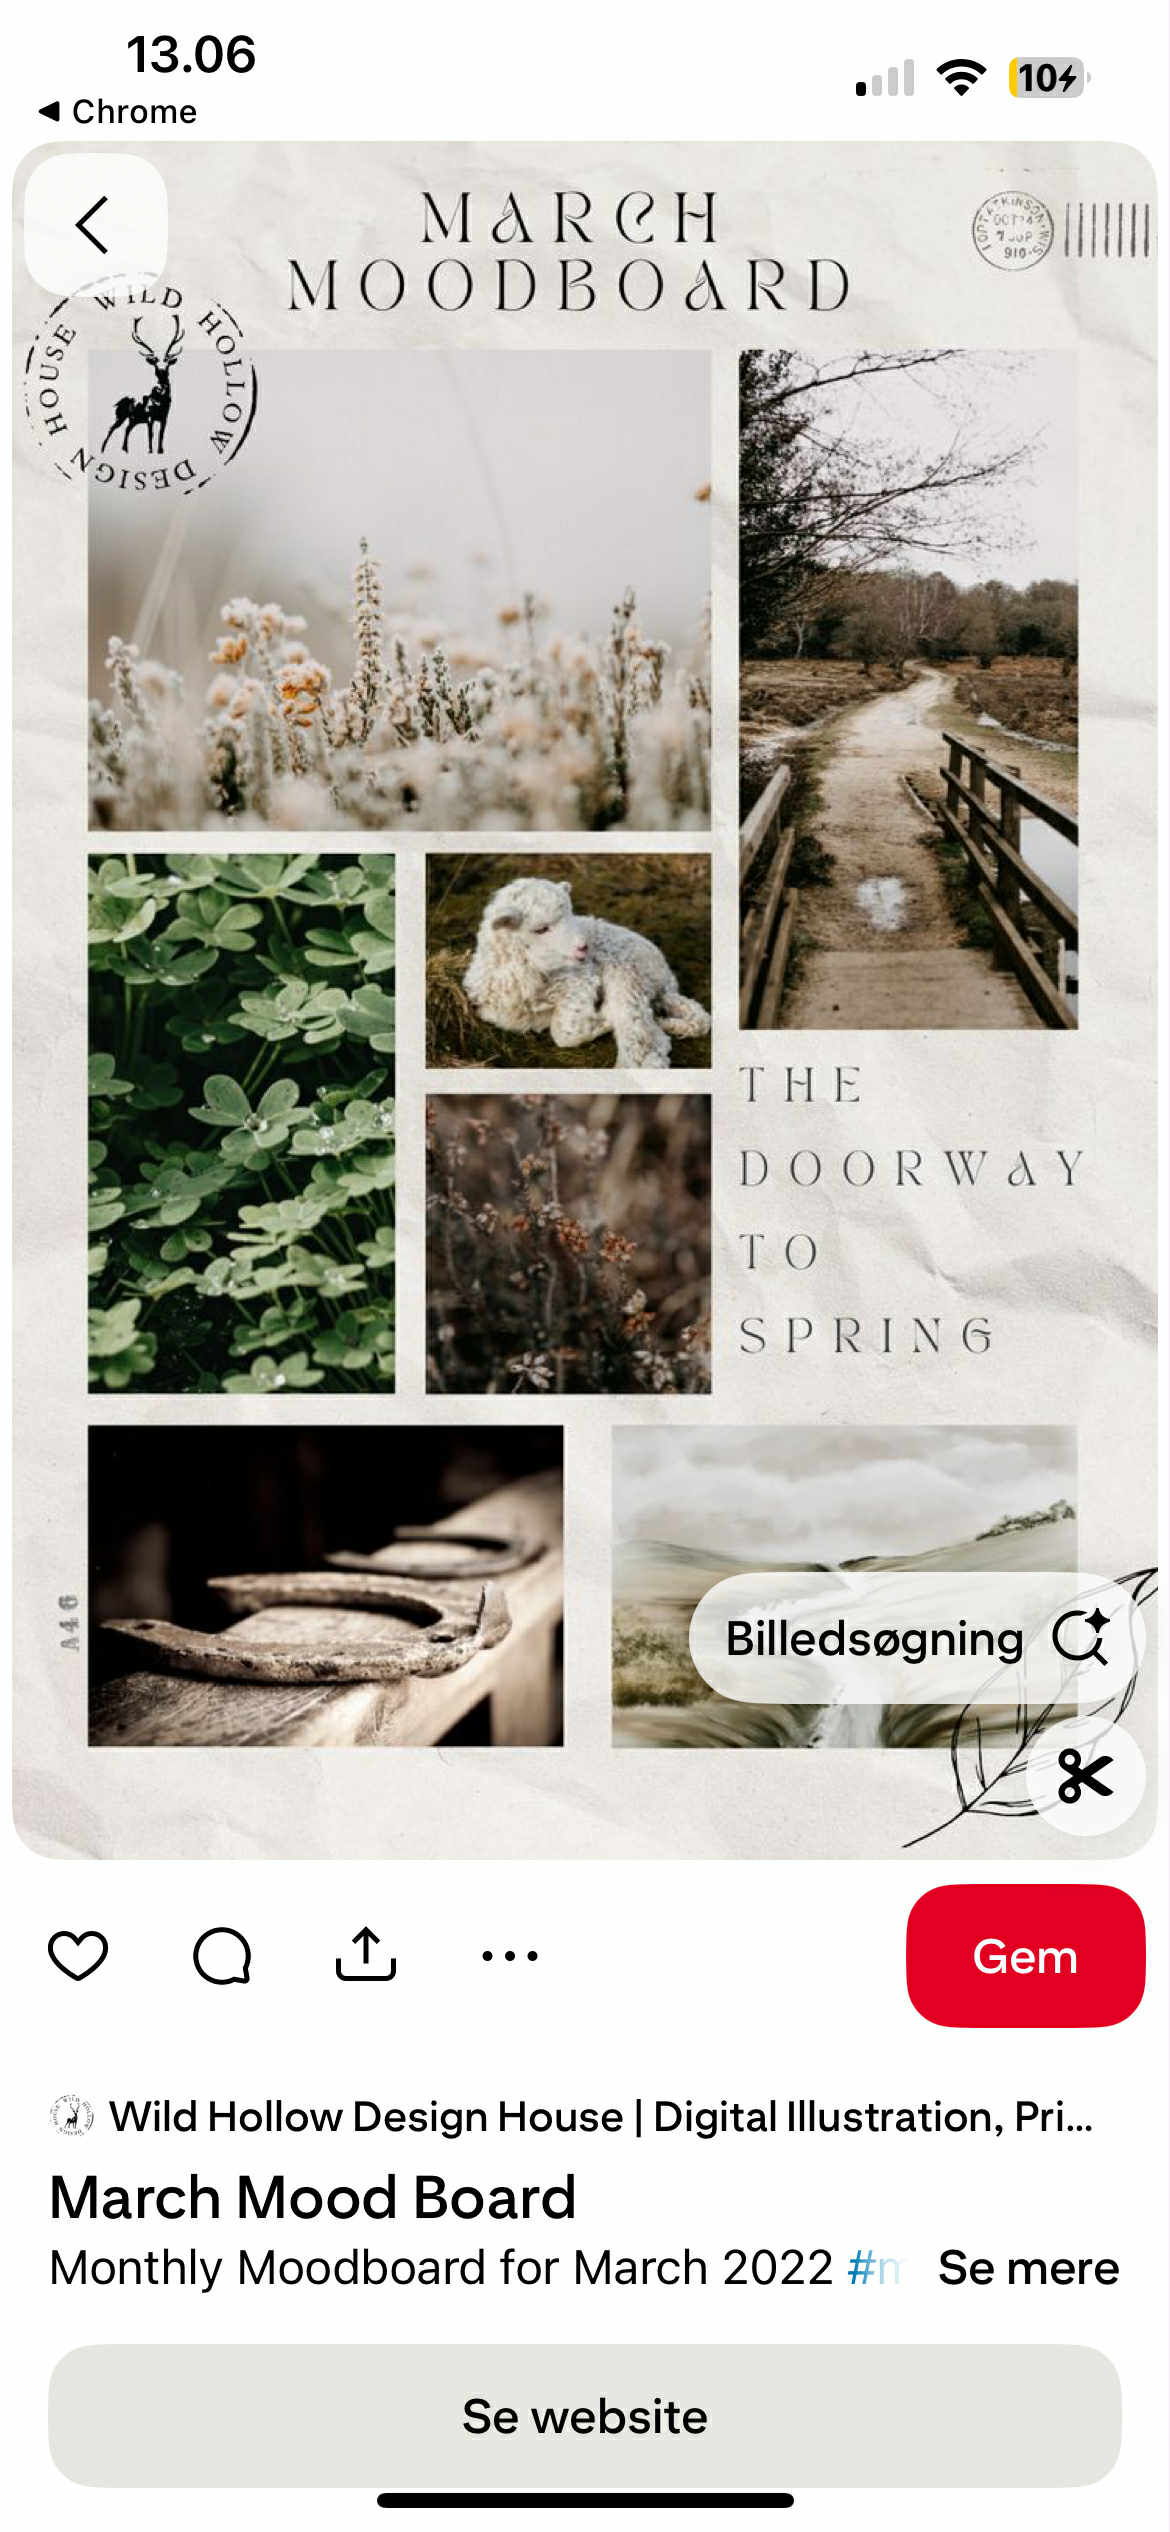 13.06
10
◀ Chrome
MARCH
MOODBOARD
WILD HOLLOW DESIGN HOUSE
THE
DOORWAY
TO
SPRING
A46
Billedsøgning
Gem
Wild Hollow Design House | Digital Illustration, Pri...
March Mood Board
Monthly Moodboard for March 2022 #m Se mere
Se website